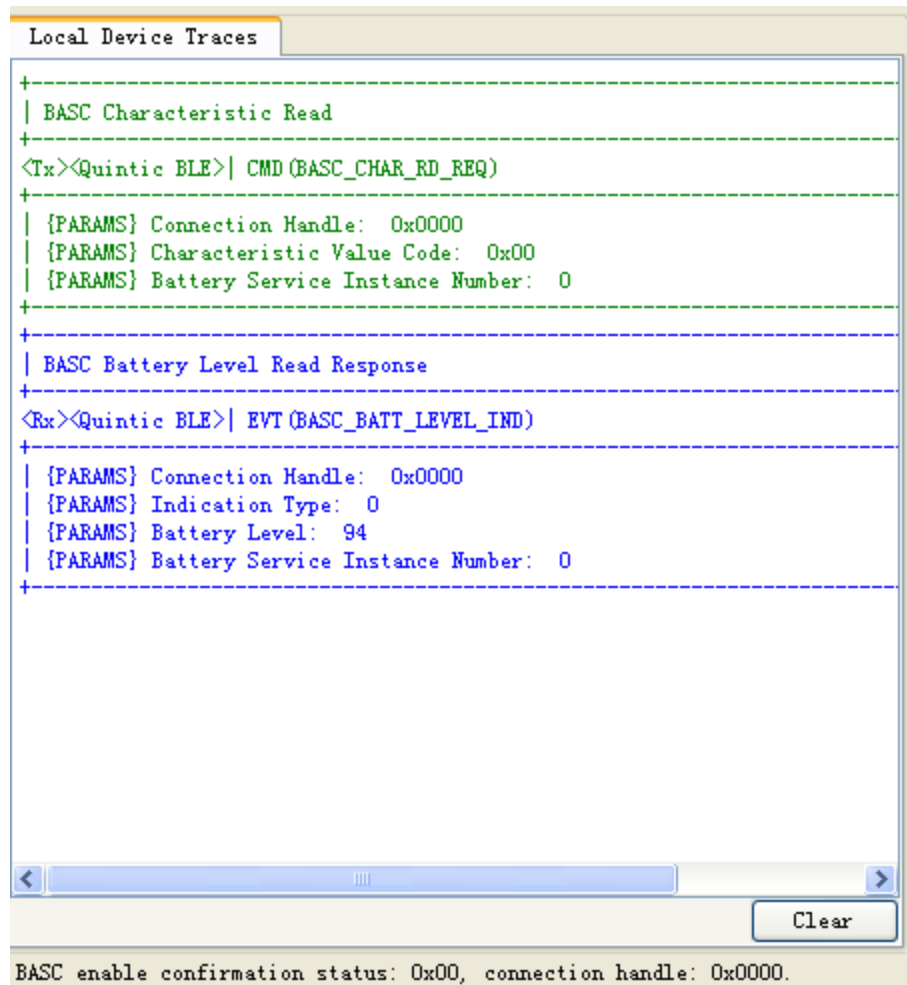 Local Device Traces
+--------------------------------------------------------------------------
| BASC Characteristic Read
+--------------------------------------------------------------------------
<Tx><Quintic BLE>| CMD(BASC_CHAR_RD_REQ)
+--------------------------------------------------------------------------
| {PARAMS} Connection Handle:  0x0000
| {PARAMS} Characteristic Value Code:  0x00
| {PARAMS} Battery Service Instance Number:  0
+--------------------------------------------------------------------------
+--------------------------------------------------------------------------
| BASC Battery Level Read Response
+--------------------------------------------------------------------------
<Rx><Quintic BLE>| EVT(BASC_BATT_LEVEL_IND)
+--------------------------------------------------------------------------
| {PARAMS} Connection Handle:  0x0000
| {PARAMS} Indication Type:  0
| {PARAMS} Battery Level:  94
| {PARAMS} Battery Service Instance Number:  0
+--------------------------------------------------------------------------
Clear
BASC enable confirmation status: 0x00, connection handle: 0x0000.